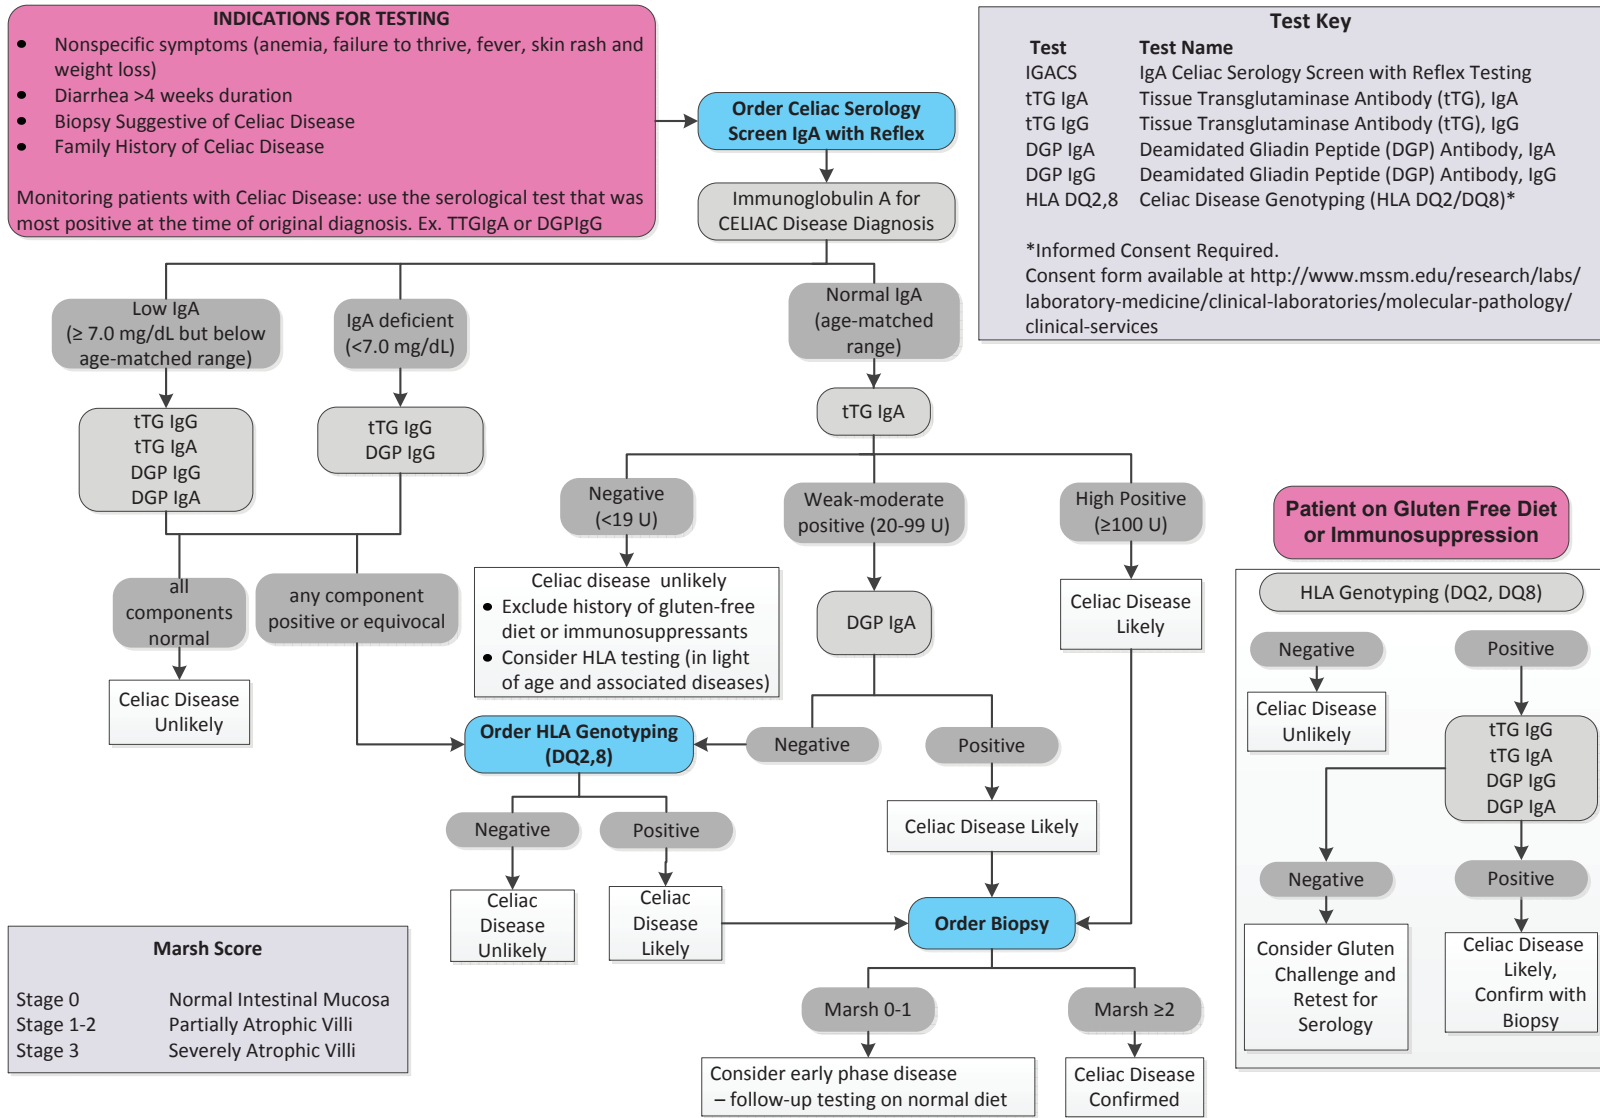 INDICATIONS FOR TESTING
• Nonspecific symptoms (anemia, failure to thrive, fever, skin rash and
weight loss)
• Diarrhea >4 weeks duration
• Biopsy Suggestive of Celiac Disease
• Family History of Celiac Disease
Monitoring patients with Celiac Disease: use the serological test that was
most positive at the time of original diagnosis. Ex. TTGIgA or DGPIgG
Order Celiac Serology
Screen IgA with Reflex
Immunoglobulin A for
CELIAC Disease Diagnosis
Test Key
Test Test Name
IGACS IgA Celiac Serology Screen with Reflex Testing
tTG IgA Tissue Transglutaminase Antibody (tTG), IgA
tTG IgG Tissue Transglutaminase Antibody (tTG), IgG
DGP IgA Deamidated Gliadin Peptide (DGP) Antibody, IgA
DGP IgG Deamidated Gliadin Peptide (DGP) Antibody, IgG
HLA DQ2,8 Celiac Disease Genotyping (HLA DQ2/DQ8)*
*Informed Consent Required.
Consent form available at http://www.mssm.edu/research/labs/
laboratory-medicine/clinical-laboratories/molecular-pathology/
clinical-services
Low IgA
(≥ 7.0 mg/dL but below
age-matched range)
IgA deficient
(<7.0 mg/dL)
Normal IgA
(age-matched
range)
tTG IgG
tTG IgA
DGP IgG
DGP IgA
tTG IgG
DGP IgG
tTG IgA
Negative
(<19 U)
Weak-moderate
positive (20-99 U)
High Positive
(≥100 U)
all
components
normal
any component
positive or equivocal
Celiac disease unlikely
• Exclude history of gluten-free
diet or immunosuppressants
• Consider HLA testing (in light
of age and associated diseases)
DGP IgA
Celiac Disease
Likely
Celiac Disease
Unlikely
Order HLA Genotyping
(DQ2,8)
Negative
Positive
Negative
Positive
Celiac Disease Likely
Celiac
Disease
Unlikely
Celiac
Disease
Likely
Order Biopsy
Marsh 0-1
Marsh ≥2
Consider early phase disease
– follow-up testing on normal diet
Celiac Disease
Confirmed
Patient on Gluten Free Diet
or Immunosuppression
HLA Genotyping (DQ2, DQ8)
Negative
Positive
Celiac Disease
Unlikely
tTG IgG
tTG IgA
DGP IgG
DGP IgA
Negative
Positive
Consider Gluten
Challenge and
Retest for
Serology
Celiac Disease
Likely,
Confirm with
Biopsy
Marsh Score
Stage 0 Normal Intestinal Mucosa
Stage 1-2 Partially Atrophic Villi
Stage 3 Severely Atrophic Villi